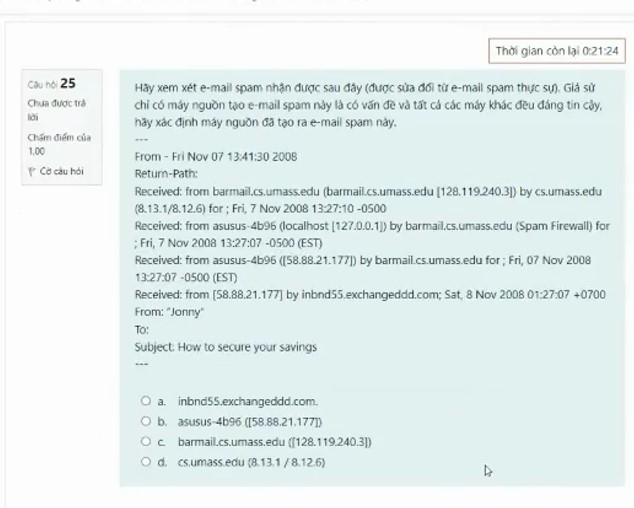 Thời gian còn lại 0:21:24
Câu hỏi 25
Chưa được trả
lời
Chấm điểm của
1,00
Cờ câu hỏi
Hãy xem xét e-mail spam nhận được sau đây (được sửa đổi từ e-mail spam thực sự). Giả sử
chỉ có máy nguồn tạo e-mail spam này là có vấn đề và tất cả các máy khác đều đáng tin cậy,
hãy xác định máy nguồn đã tạo ra e-mail spam này.
---
From - Fri Nov 07 13:41:30 2008
Return-Path:
Received: from barmail.cs.umass.edu (barmail.cs.umass.edu [128.119.240.3]) by cs.umass.edu
(8.13.1/8.12.6) for ; Fri, 7 Nov 2008 13:27:10 -0500
Received: from asusus-4b96 (localhost [127.0.0.1]) by barmail.cs.umass.edu (Spam Firewall) for
; Fri, 7 Nov 2008 13:27:07 -0500 (EST)
Received: from asusus-4b96 ([58.88.21.177]) by barmail.cs.umass.edu for ; Fri, 07 Nov 2008
13:27:07 -0500 (EST)
Received: from [58.88.21.177] by inbnd55.exchangeddd.com; Sat, 8 Nov 2008 01:27:07 +0700
From: "Jonny"
To:
Subject: How to secure your savings
---
a. inbnd55.exchangeddd.com.
b. asusus-4b96 ([58.88.21.177])
c. barmail.cs.umass.edu ([128.119.240.3])
d. cs.umass.edu (8.13.1 / 8.12.6)